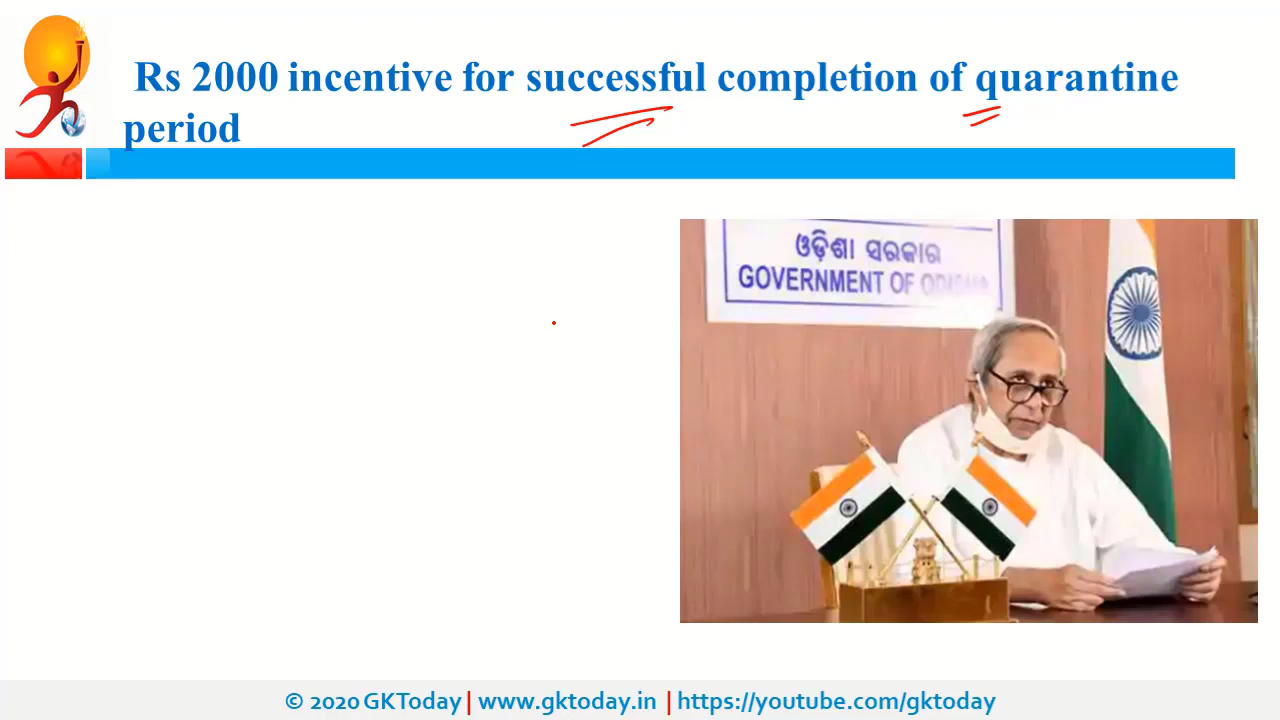 Rs 2000 incentive for successful completion of quarantine
period
ଓଡ଼ିଶା ସରକାର
GOVERNMENT OF ODISHA
© 2020 GKToday | www.gktoday.in | https://youtube.com/gktoday